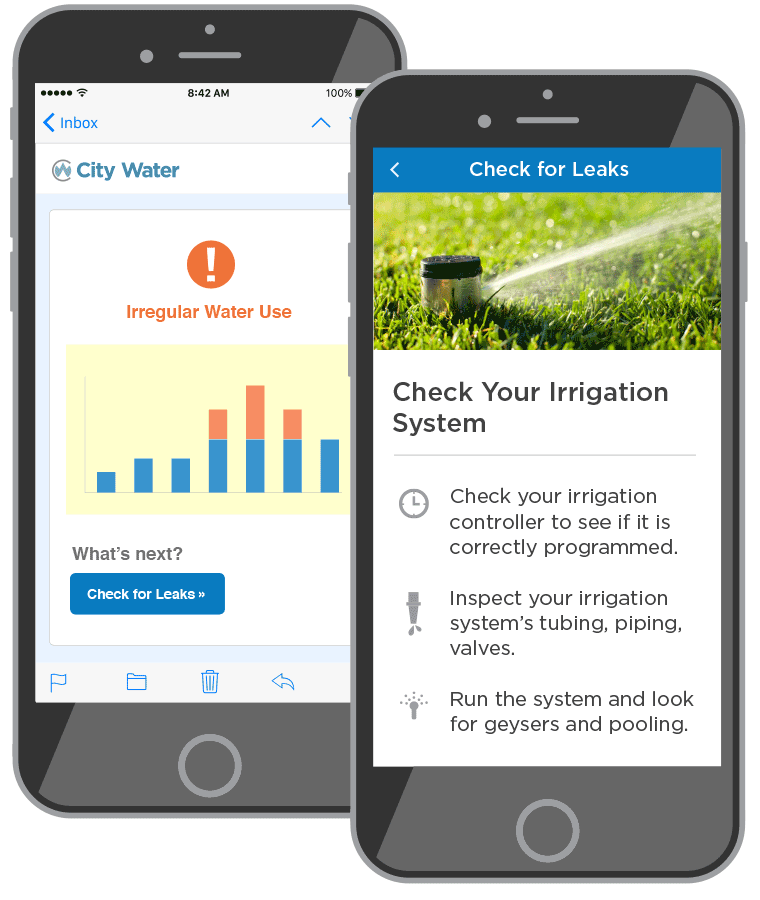 8:42 AM
100%
Inbox
City Water
!
Irregular Water Use
What's next?
Check for Leaks »
Check for Leaks
Check Your Irrigation
System
Check your irrigation
controller to see if it is
correctly programmed.
Inspect your irrigation
system's tubing, piping,
valves.
Run the system and look
for geysers and pooling.